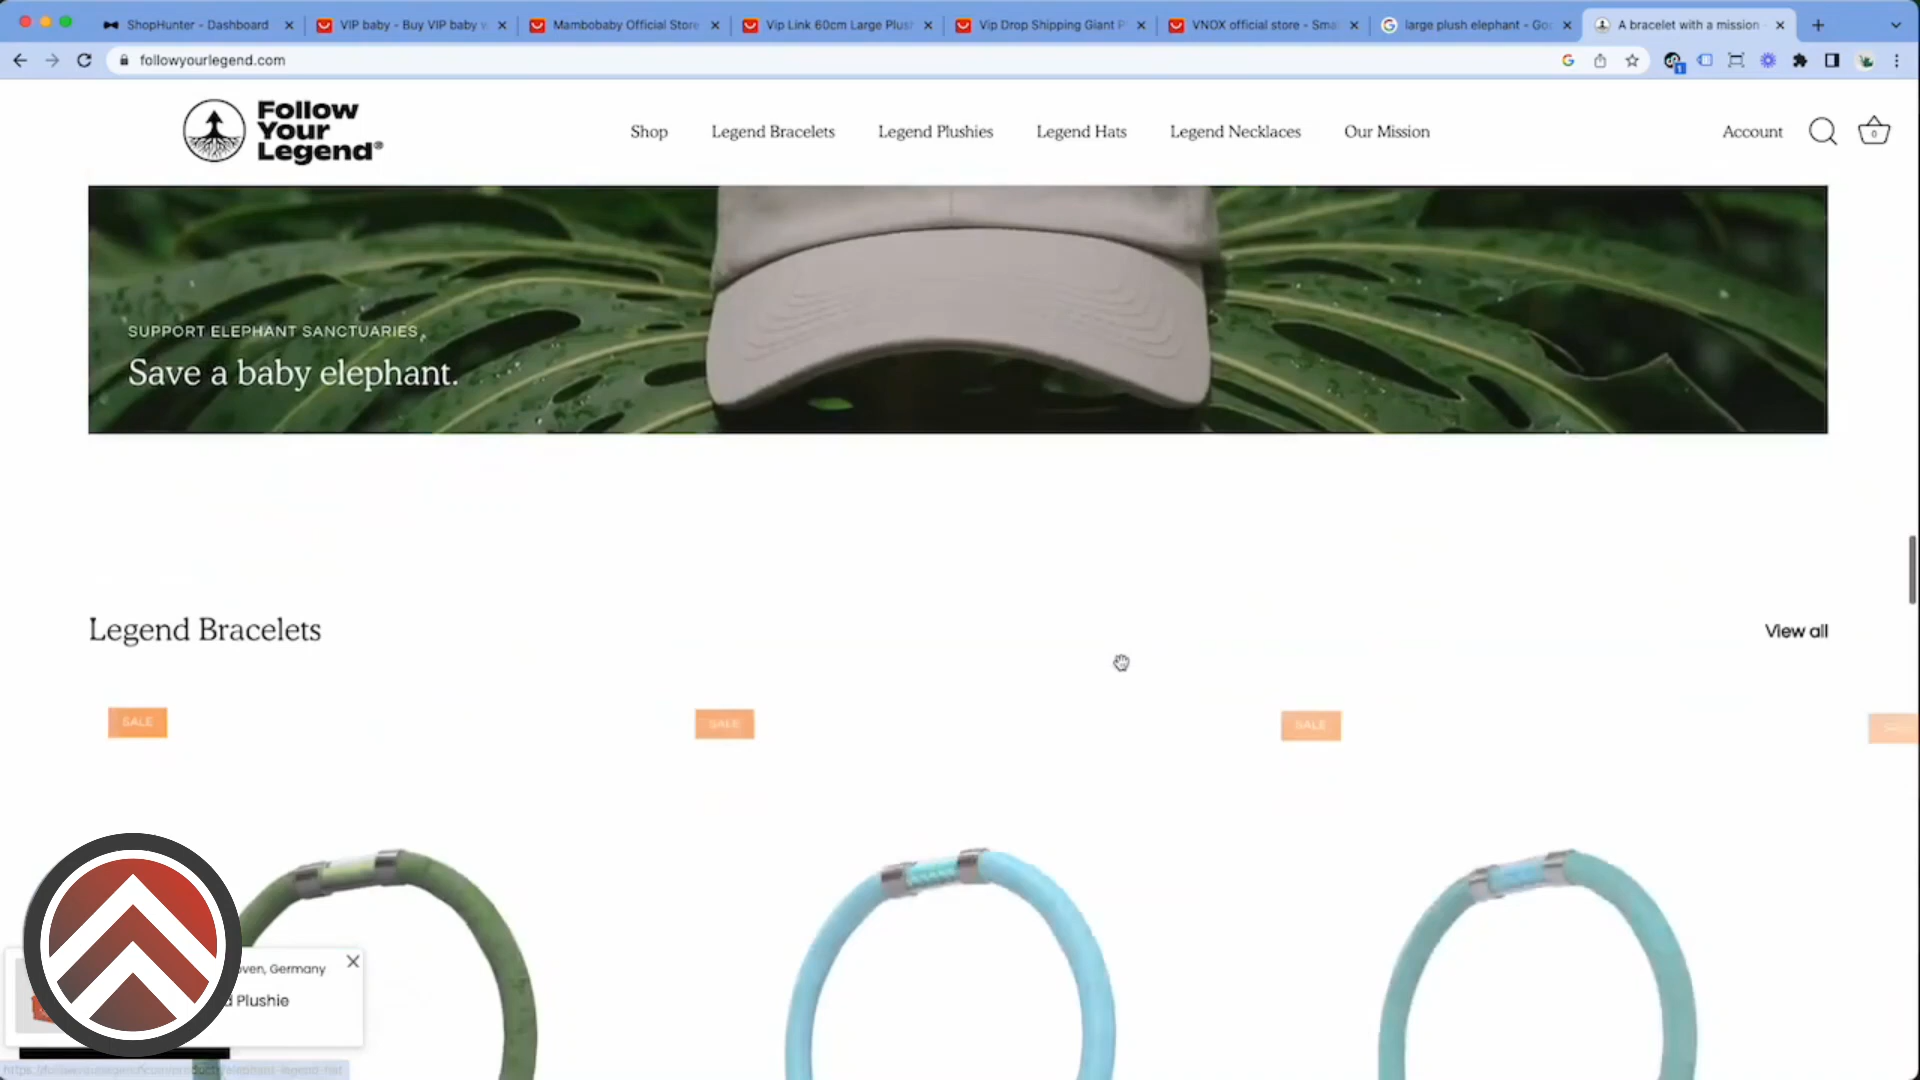 ShopHunter - Dashboard
VIP baby - Buy VIP baby
Mambobaby Official Store
Vip Link 60cm Large Plush
Vip Drop Shipping Giant P
VNOX official store - Sma
large plush elephant - Goo
A bracelet with a mission
followyourlegend.com
1
Follow
Your
Legend®
Shop
Legend Bracelets
Legend Plushies
Legend Hats
Legend Necklaces
Our Mission
Account
0
SUPPORT ELEPHANT SANCTUARIES
Save a baby elephant.
Legend Bracelets
View all
SALE
SALE
SALE
Germany
Plushie